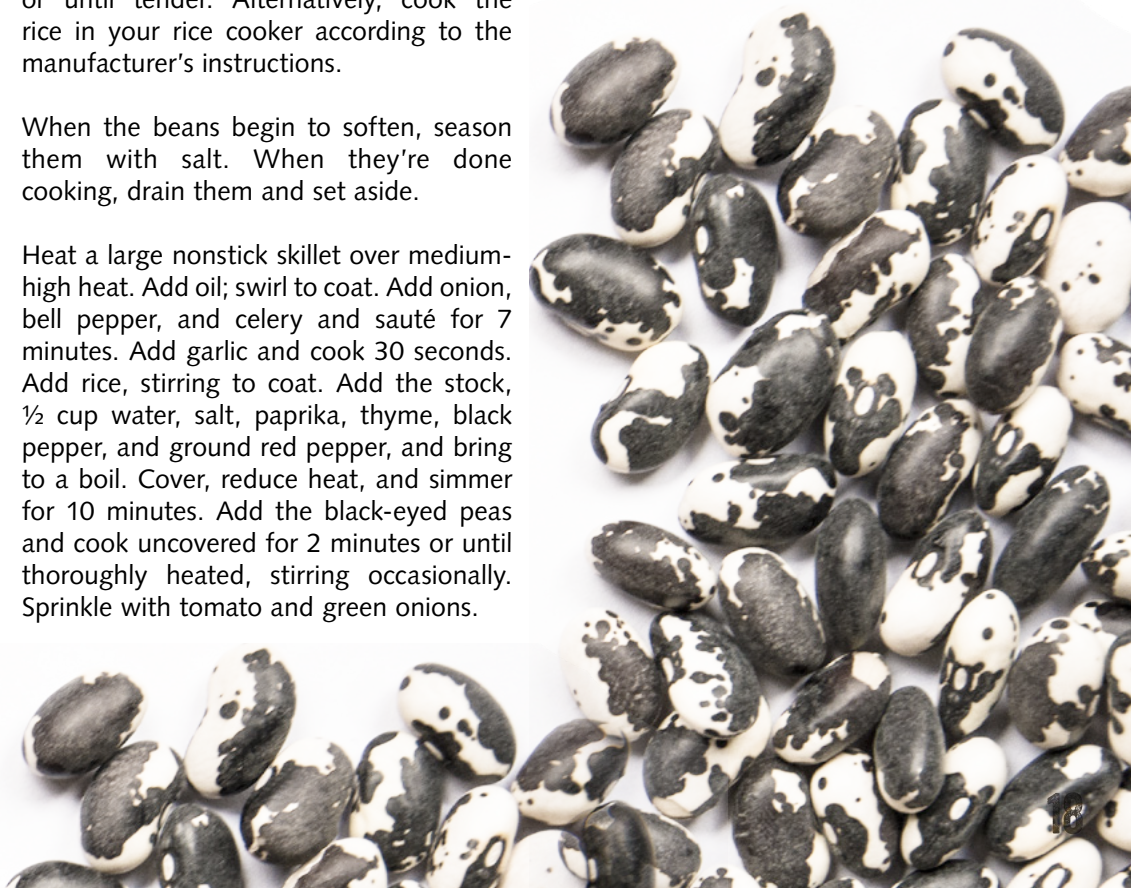 or until tender. Alternatively, cook the
rice in your rice cooker according to the
manufacturer's instructions.
When the beans begin to soften, season
them with salt. When they're done
cooking, drain them and set aside.
Heat a large nonstick skillet over medium-
high heat. Add oil; swirl to coat. Add onion,
bell pepper, and celery and sauté for 7
minutes. Add garlic and cook 30 seconds.
Add rice, stirring to coat. Add the stock,
½ cup water, salt, paprika, thyme, black
pepper, and ground red pepper, and bring
to a boil. Cover, reduce heat, and simmer
for 10 minutes. Add the black-eyed peas
and cook uncovered for 2 minutes or until
thoroughly heated, stirring occasionally.
Sprinkle with tomato and green onions.
18